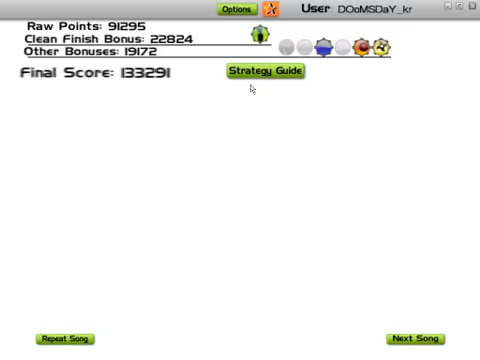 Options
User: DOoMSDaY_kr
Raw Points: 91295
Clean Finish Bonus: 22824
Other Bonuses: 19172
Final Score: 133291
Strategy Guide
Repeat Song
Next Song